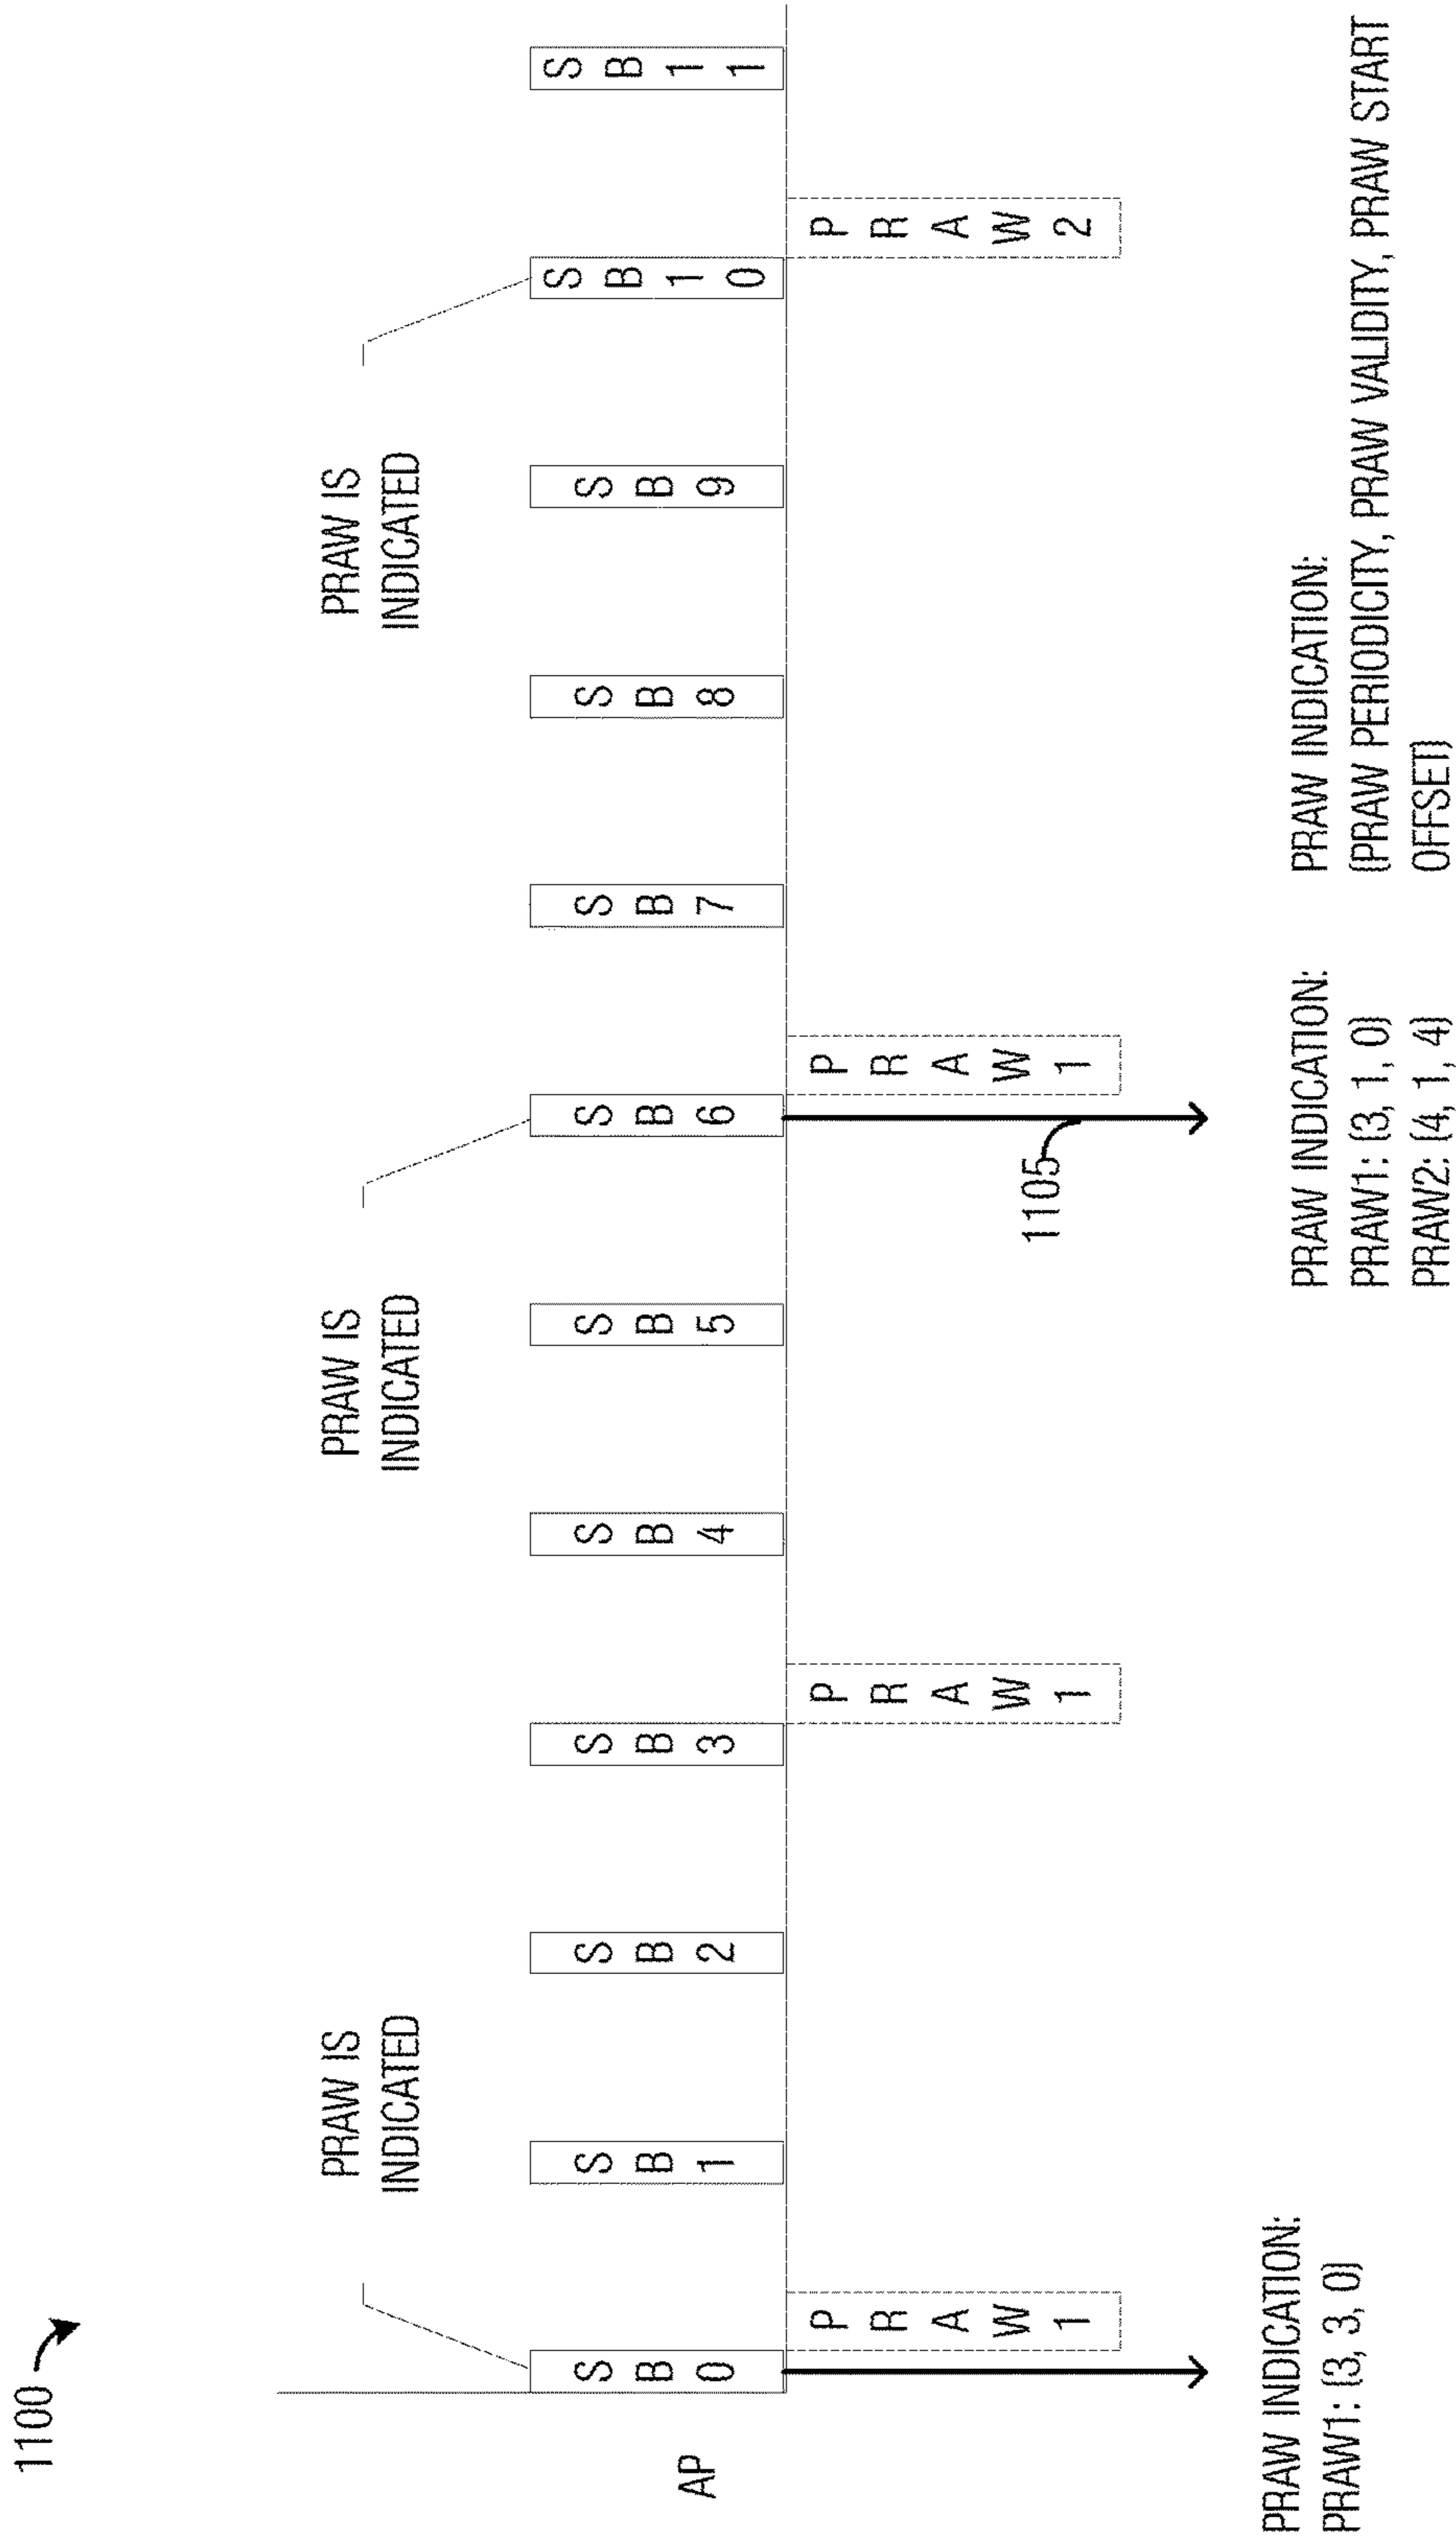 1100
PRAW IS
INDICATED
PRAW IS
INDICATED
PRAW IS
INDICATED
AP
SB0
SB1
SB2
SB3
SB4
SB5
SB6
SB7
SB8
SB9
SB10
SB11
PRAW1
PRAW1
PRAW1
PRAW2
1105
PRAW INDICATION:
PRAW1: {3, 3, 0}
PRAW INDICATION:
PRAW1: {3, 1, 0}
PRAW2: {4, 1, 4}
PRAW INDICATION:
{PRAW PERIODICITY, PRAW VALIDITY, PRAW START
OFFSET}